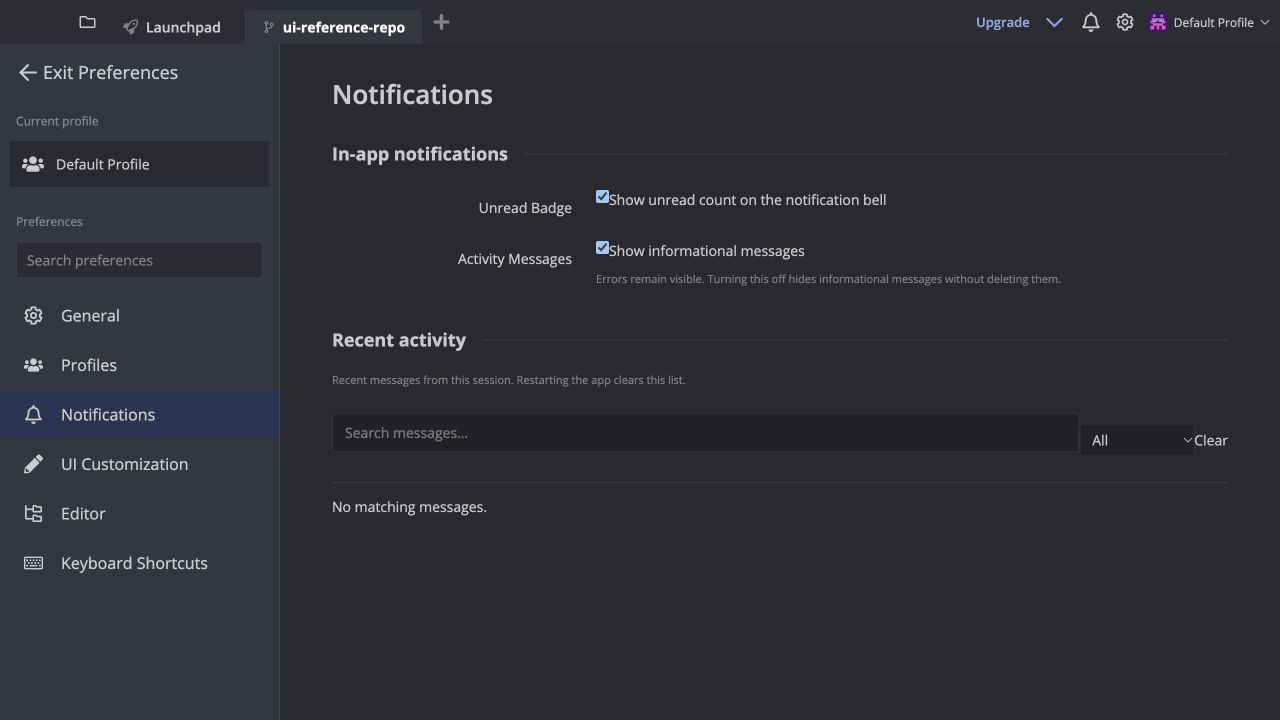 Launchpad
ui-reference-repo
Upgrade
Default Profile
Exit Preferences
Current profile
Default Profile
Preferences
Search preferences
General
Profiles
Notifications
UI Customization
Editor
Keyboard Shortcuts
Notifications
In-app notifications
Unread Badge
Show unread count on the notification bell
Activity Messages
Show informational messages
Errors remain visible. Turning this off hides informational messages without deleting them.
Recent activity
Recent messages from this session. Restarting the app clears this list.
Search messages...
All
Clear
No matching messages.